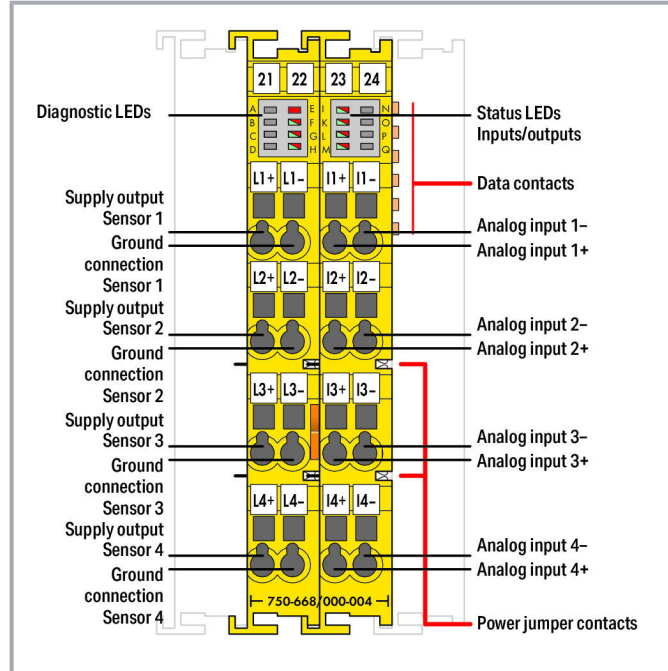 21 22 23 24
Diagnostic LEDs
A E I N
B F K O
C G L P
D H M Q
Status LEDs
Inputs/outputs
Data contacts
L1+ L1– I1+ I1–
Supply output
Sensor 1
Ground
connection
Sensor 1
Analog input 1–
Analog input 1+
L2+ L2– I2+ I2–
Supply output
Sensor 2
Ground
connection
Sensor 2
Analog input 2–
Analog input 2+
L3+ L3– I3+ I3–
Supply output
Sensor 3
Ground
connection
Sensor 3
Analog input 3–
Analog input 3+
L4+ L4– I4+ I4–
Supply output
Sensor 4
Ground
connection
Sensor 4
Analog input 4–
Analog input 4+
750-668/000-004
Power jumper contacts